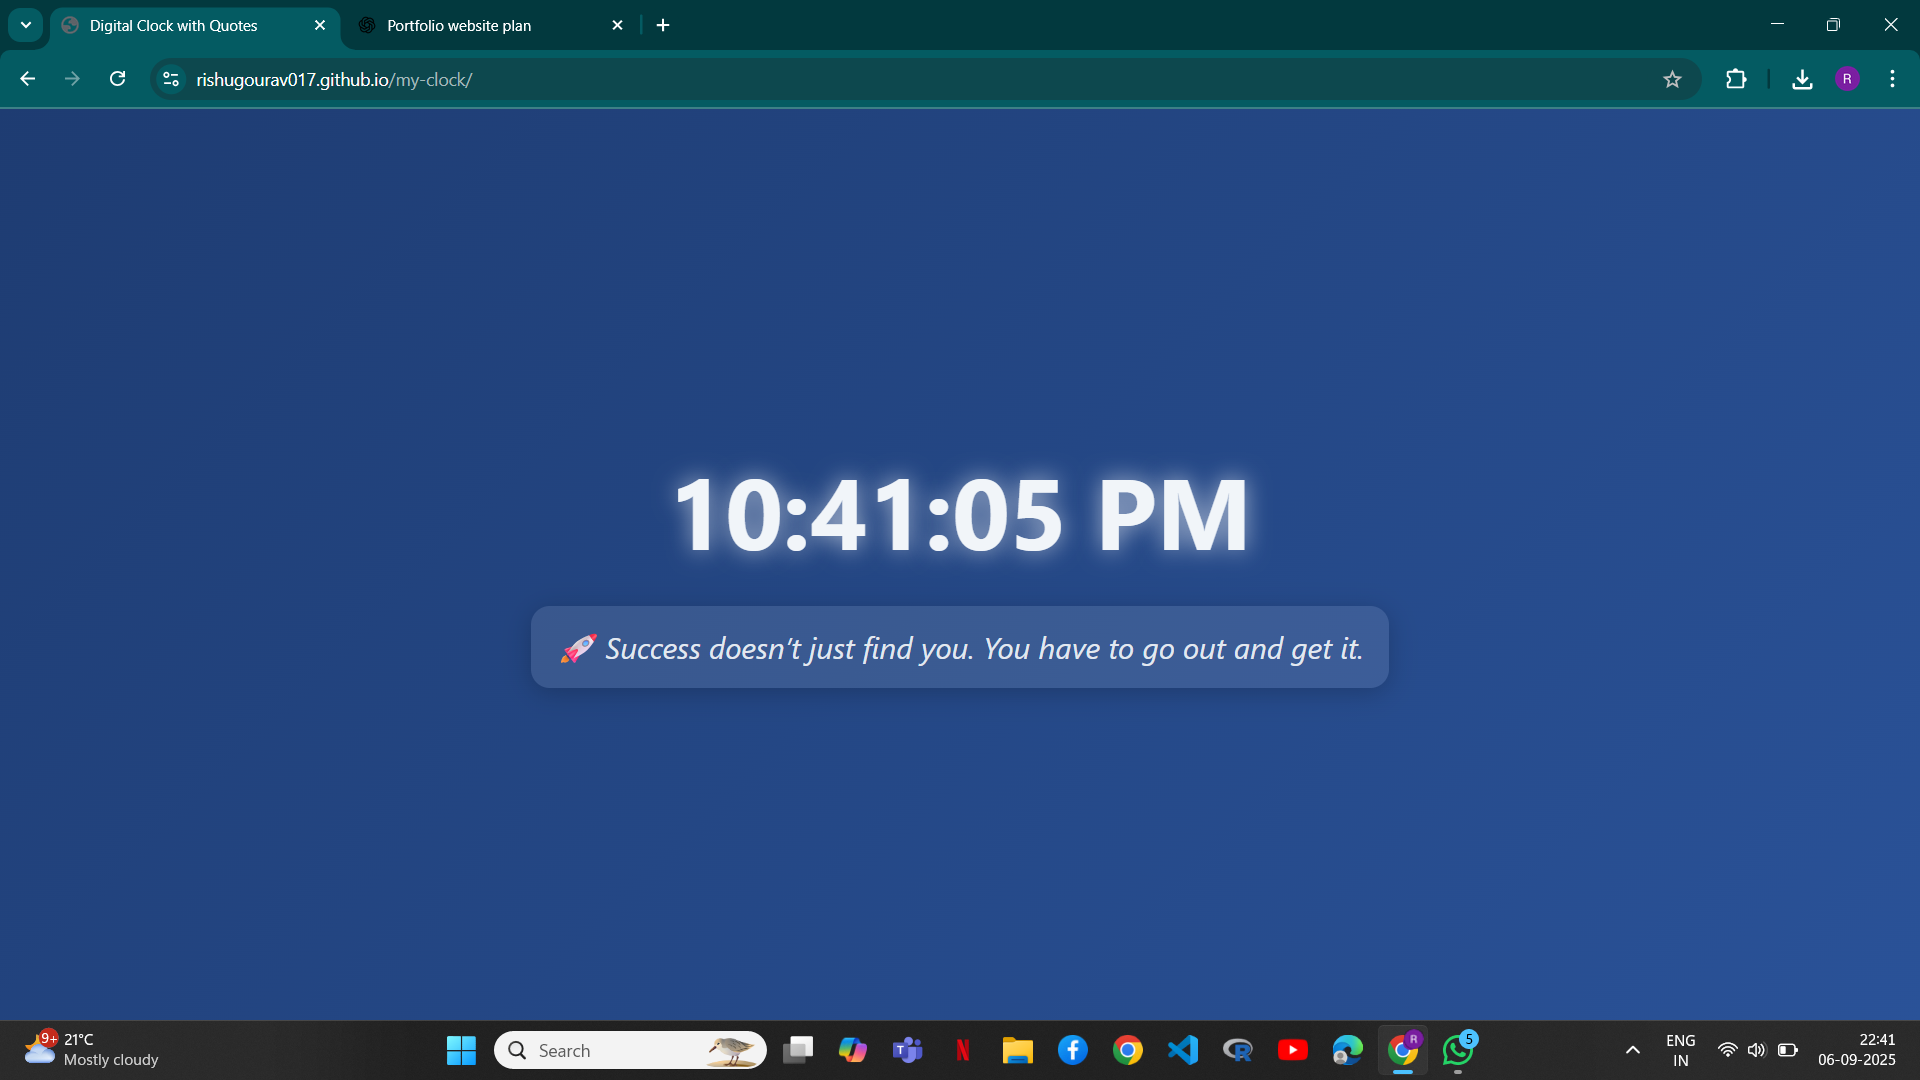 Digital Clock with Quotes
Portfolio website plan
rishugourav017.github.io/my-clock/
R
10:41:05 PM
🚀 Success doesn’t just find you. You have to go out and get it.
9+
21°C
Mostly cloudy
Search
T
N
R
R
5
ENG
IN
22:41
06-09-2025